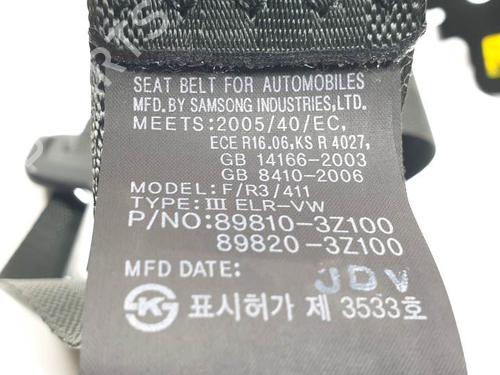 SEAT BELT FOR AUTOMOBILES
MFD.BY SAMSONG INDUSTRIES,LTD.
MEETS:2005/40/EC,
ECE R16.06,KS R 4027,
GB 14166-2003
GB 8410-2006
MODEL:F/R3/411
TYPE:III ELR-VW
P/NO:89810-3Z100
89820-3Z100
MFD DATE: JDV
표시허가 제 3533호